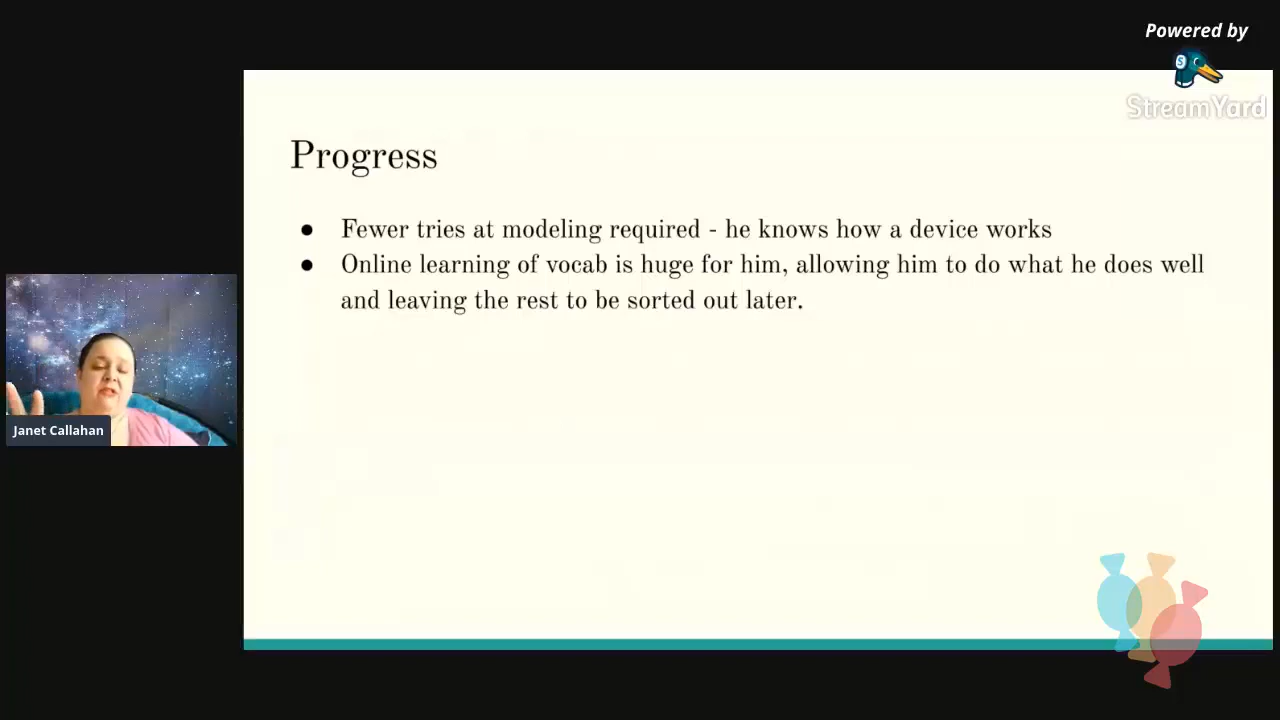 Powered by
S
StreamYard
Progress
● Fewer tries at modeling required - he knows how a device works
● Online learning of vocab is huge for him, allowing him to do what he does well
and leaving the rest to be sorted out later.
Janet Callahan